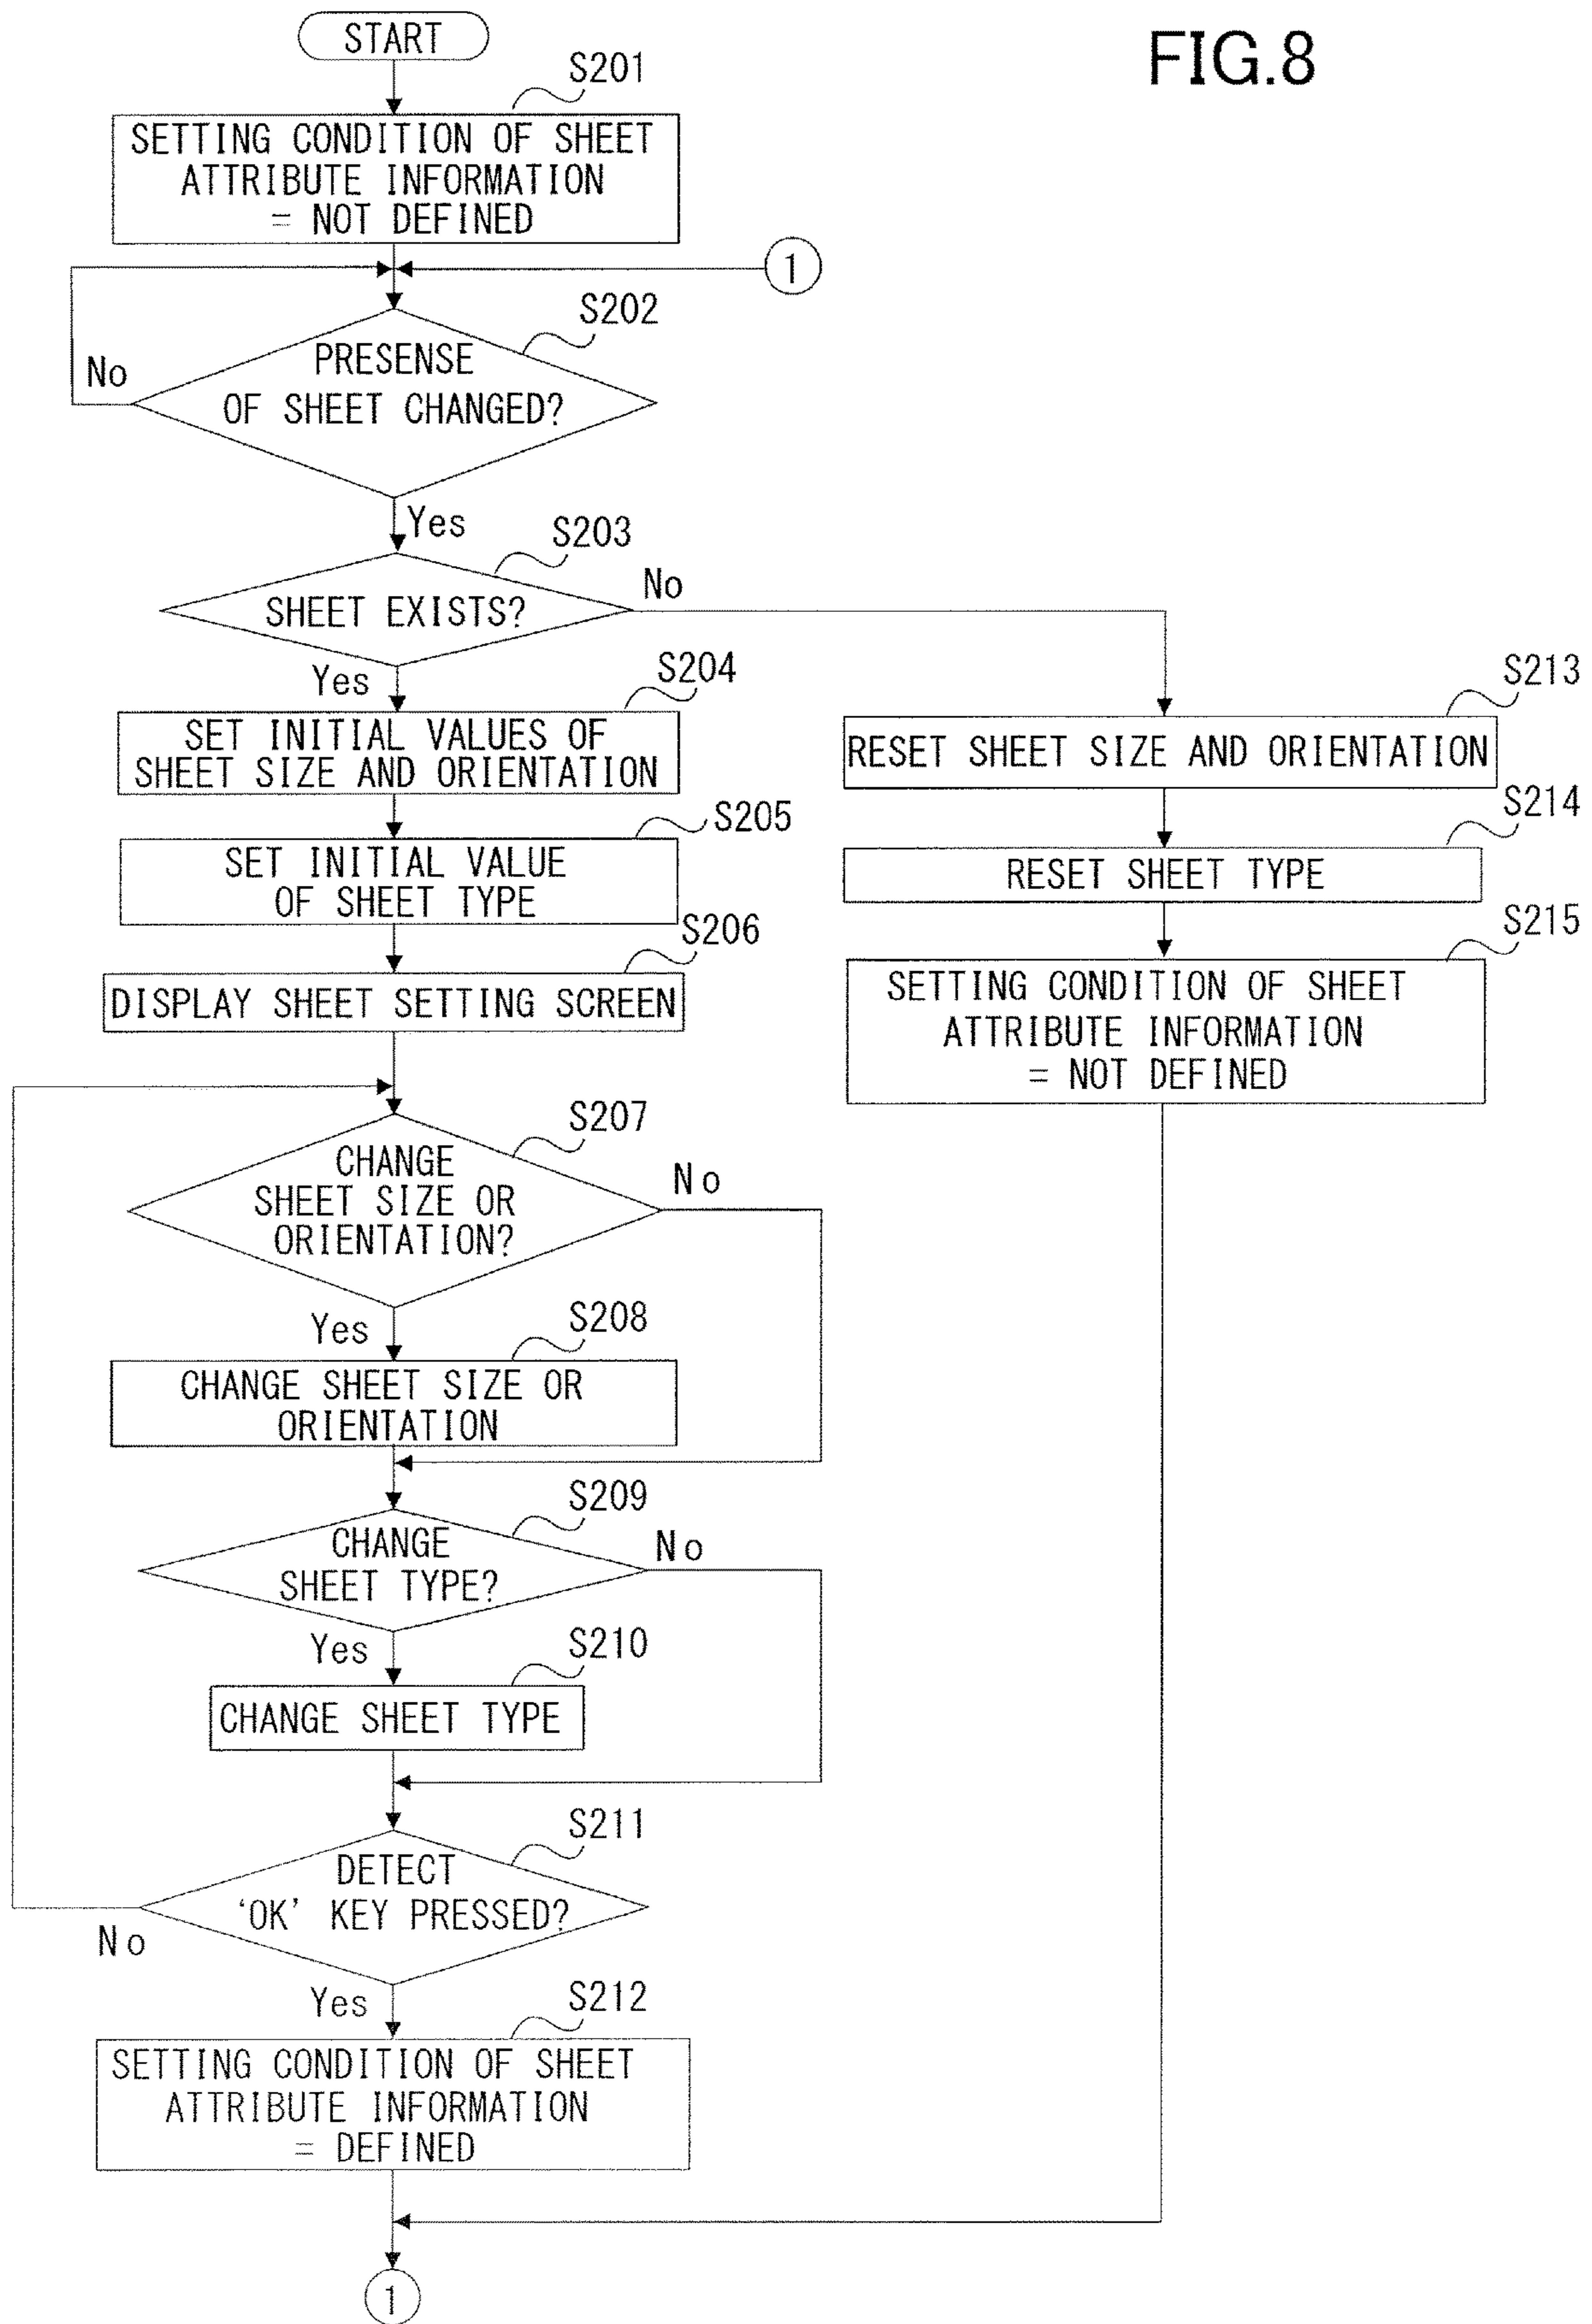 FIG.8
START
S201
SETTING CONDITION OF SHEET
ATTRIBUTE INFORMATION
= NOT DEFINED
1
S202
PRESENSE
OF SHEET CHANGED?
No
Yes
S203
SHEET EXISTS?
No
Yes
S204
SET INITIAL VALUES OF
SHEET SIZE AND ORIENTATION
S205
SET INITIAL VALUE
OF SHEET TYPE
S206
DISPLAY SHEET SETTING SCREEN
S213
RESET SHEET SIZE AND ORIENTATION
S214
RESET SHEET TYPE
S215
SETTING CONDITION OF SHEET
ATTRIBUTE INFORMATION
= NOT DEFINED
S207
CHANGE
SHEET SIZE OR
ORIENTATION?
No
Yes
S208
CHANGE SHEET SIZE OR
ORIENTATION
S209
CHANGE
SHEET TYPE?
No
Yes
S210
CHANGE SHEET TYPE
S211
DETECT
‘OK’ KEY PRESSED?
No
Yes
S212
SETTING CONDITION OF SHEET
ATTRIBUTE INFORMATION
= DEFINED
1